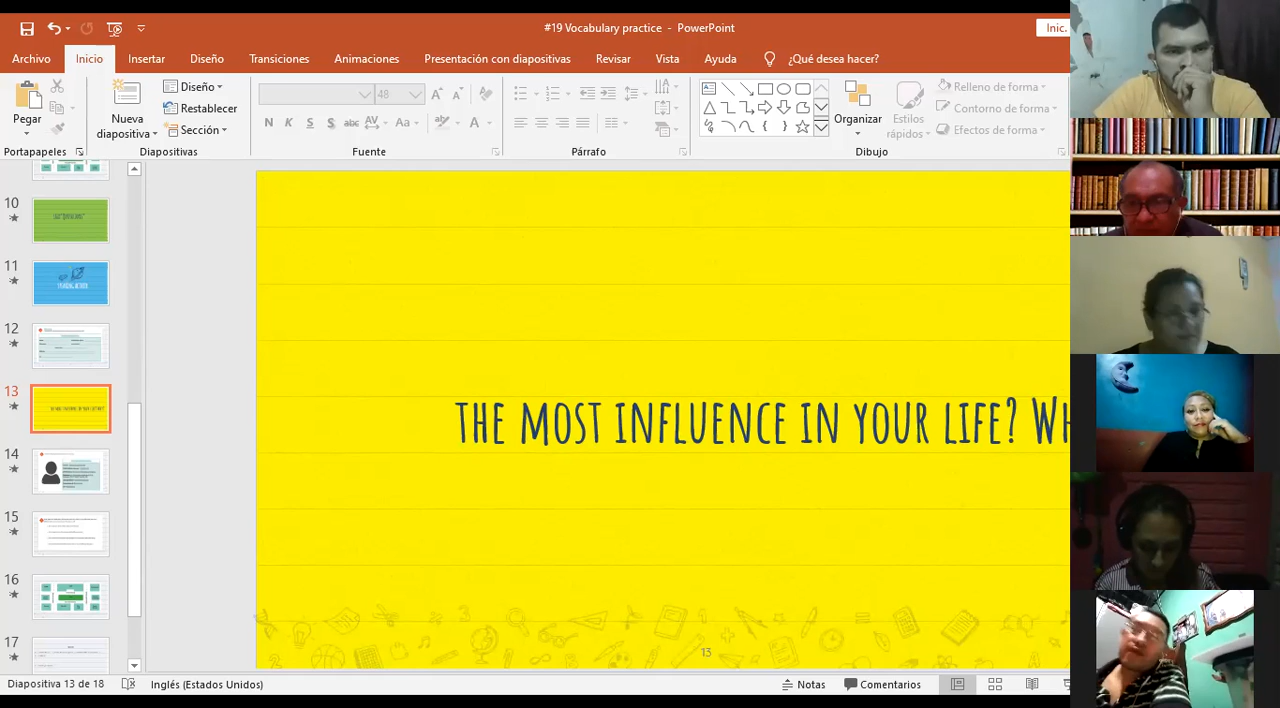 #19 Vocabulary practice - PowerPoint
Inic.
Archivo Inicio Insertar Diseño Transiciones Animaciones Presentación con diapositivas Revisar Vista Ayuda ¿Qué desea hacer?
Pegar
Nueva diapositiva
Diseño
Restablecer
Sección
48
N K S S abc AV Aa A
Organizar
Estilos rápidos
Relleno de forma
Contorno de forma
Efectos de forma
Portapapeles Diapositivas Fuente Párrafo Dibujo
10
11
12
13
14
15
16
17
THE MOST INFLUENCE IN YOUR LIFE? WH
13
Diapositiva 13 de 18 Inglés (Estados Unidos) Notas Comentarios